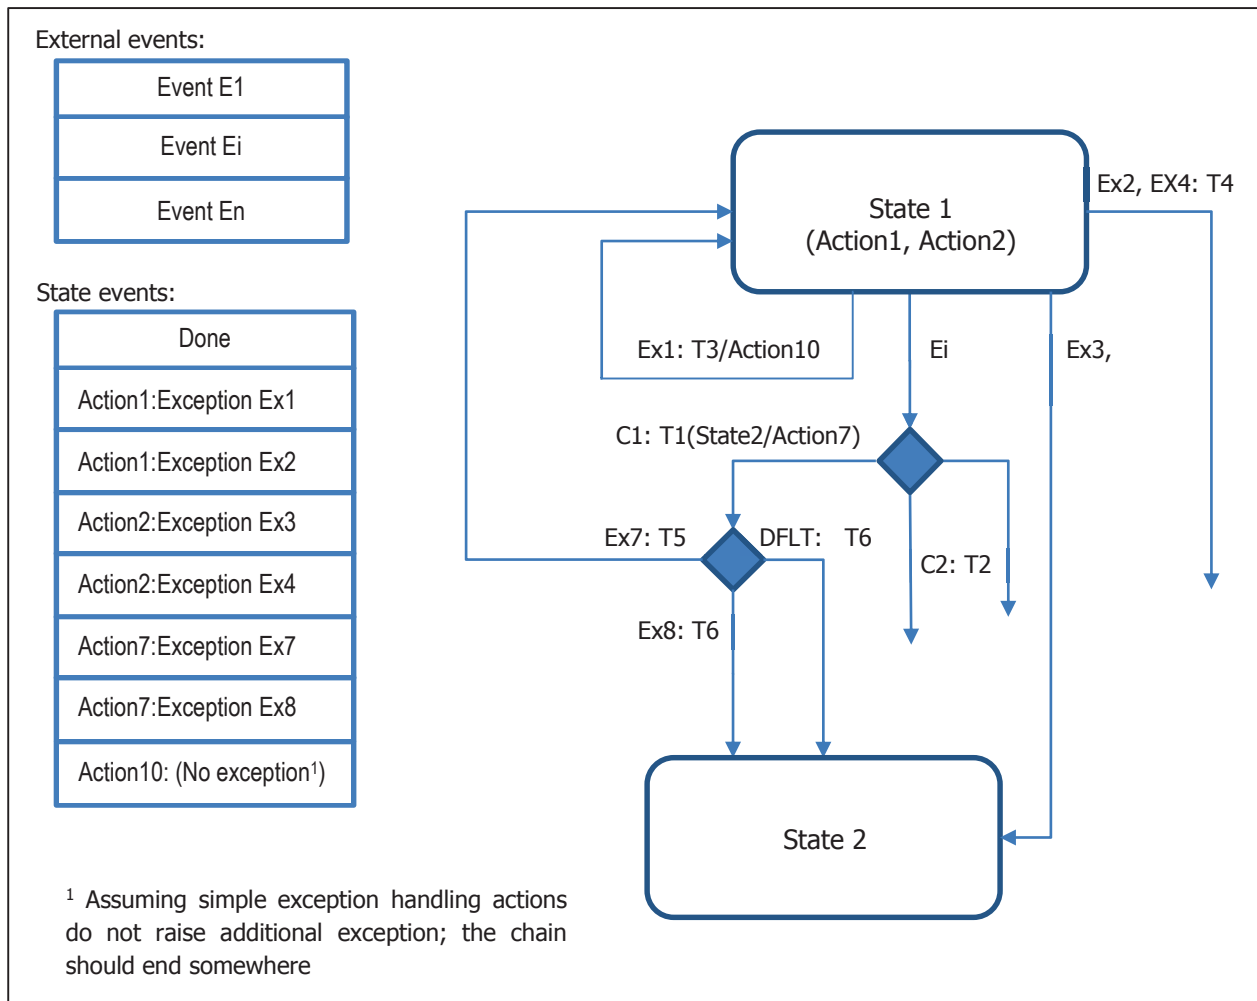 External events:
Event E1
Event Ei
Event En
State events:
Done
Action1:Exception Ex1
Action1:Exception Ex2
Action2:Exception Ex3
Action2:Exception Ex4
Action7:Exception Ex7
Action7:Exception Ex8
Action10: (No exception¹)
¹ Assuming simple exception handling actions
do not raise additional exception; the chain
should end somewhere
State 1
(Action1, Action2)
Ex2, EX4: T4
Ex1: T3/Action10
Ei
Ex3,
C1: T1(State2/Action7)
Ex7: T5
DFLT: T6
C2: T2
Ex8: T6
State 2